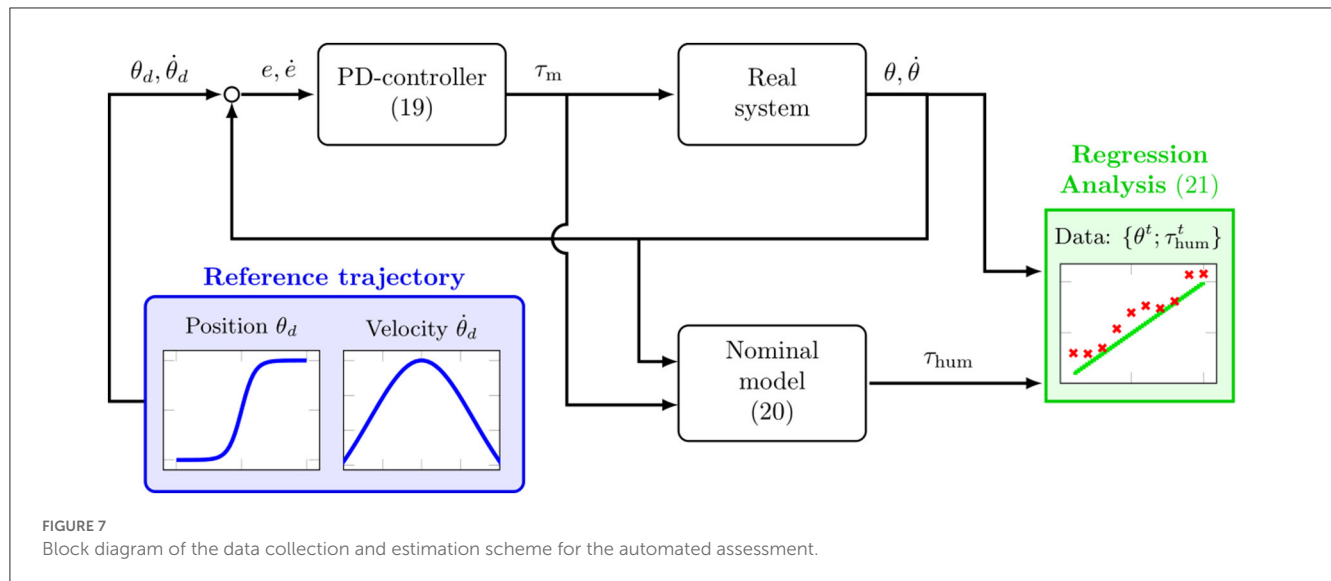 θ_d, θ̇_d
e, ė
PD-controller
(19)
τ_m
Real
system
θ, θ̇
Regression
Analysis (21)
Data: {θ^t; τ^t_hum}
Reference trajectory
Position θ_d
Velocity θ̇_d
Nominal
model
(20)
τ_hum
FIGURE 7
Block diagram of the data collection and estimation scheme for the automated assessment.